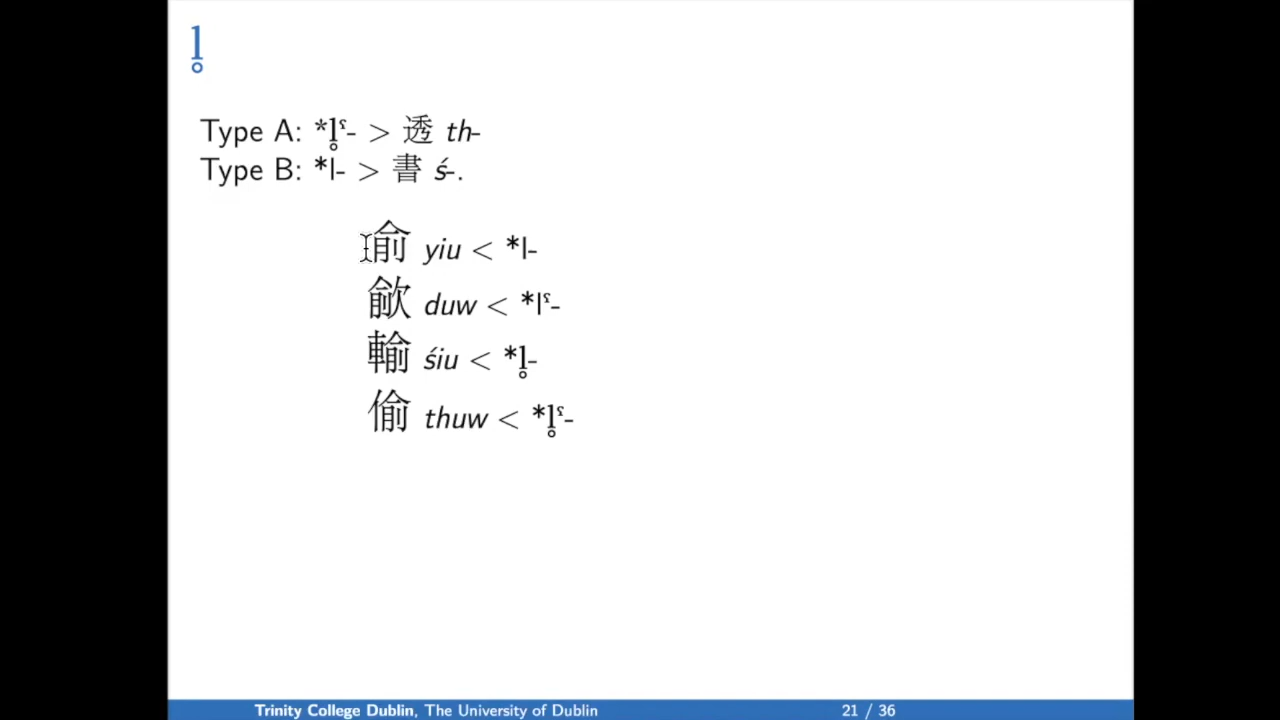 l̥
Type A: *l̥ˤ- > 透 th-
Type B: *l- > 書 ś-.
俞 yiu < *l-
歈 duw < *lˤ-
輸 śiu < *l̥-
偷 thuw < *l̥ˤ-
Trinity College Dublin, The University of Dublin 21 / 36